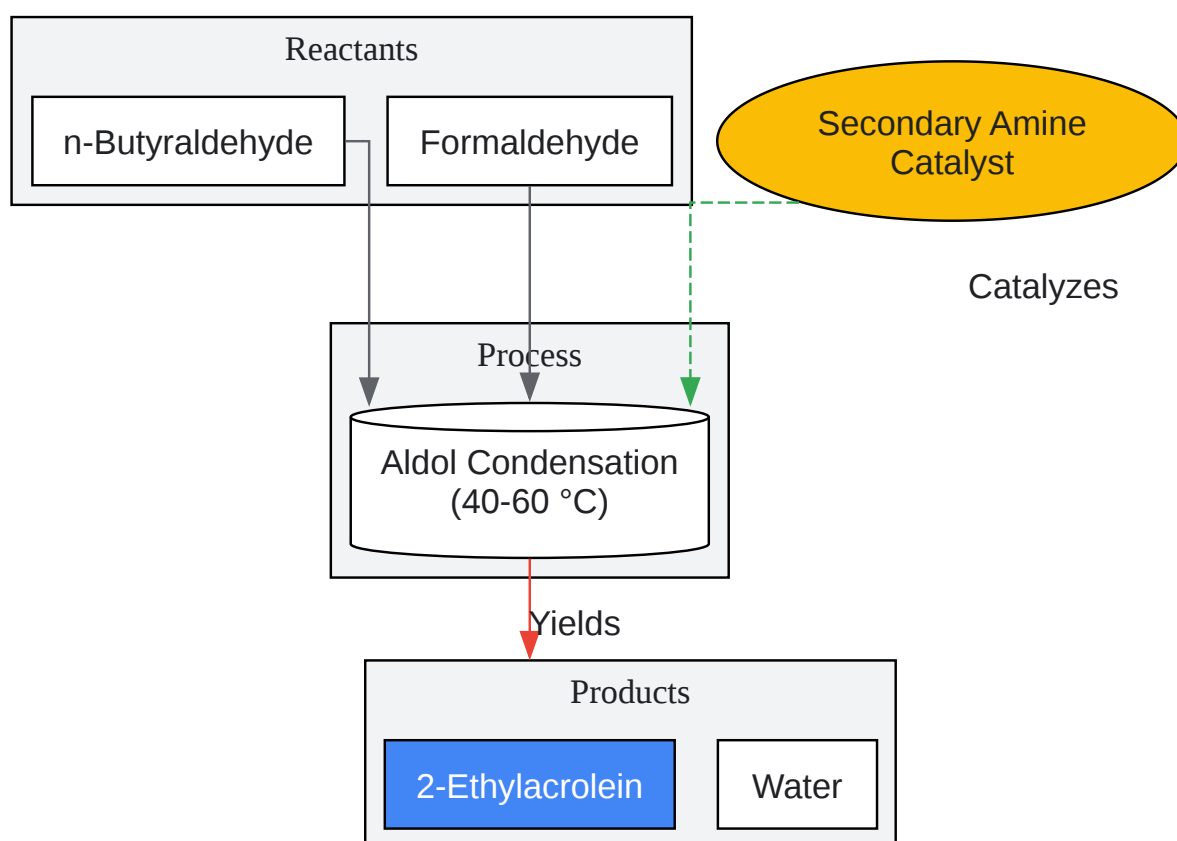 Reactants
n-Butyraldehyde
Formaldehyde
Secondary Amine
Catalyst
Catalyzes
Process
Aldol Condensation
(40-60 °C)
Yields
Products
2-Ethylacrolein
Water